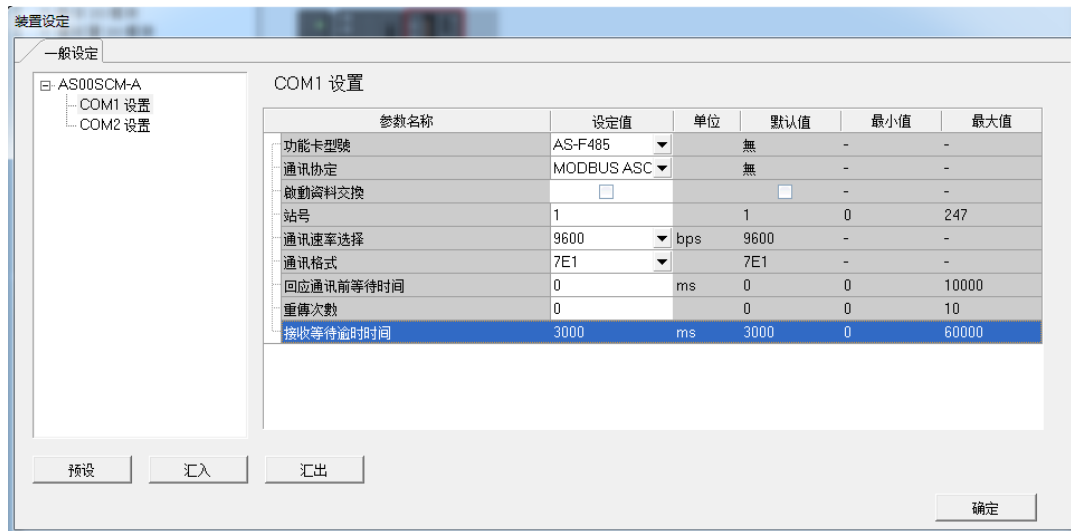 装置设定
一般设定
AS00SCM-A
COM1 设置
COM2 设置
COM1 设置
参数名称 设定值 单位 默认值 最小值 最大值
功能卡型號 AS-F485 無 - -
通讯协定 MODBUS ASC 無 - -
啟動資料交換 - -
站号 1 1 0 247
通讯速率选择 9600 bps 9600 - -
通讯格式 7E1 7E1 - -
回应通讯前等待时间 0 ms 0 0 10000
重傳次數 0 0 0 10
接收等待逾时时间 3000 ms 3000 0 60000
预设 汇入 汇出
确定